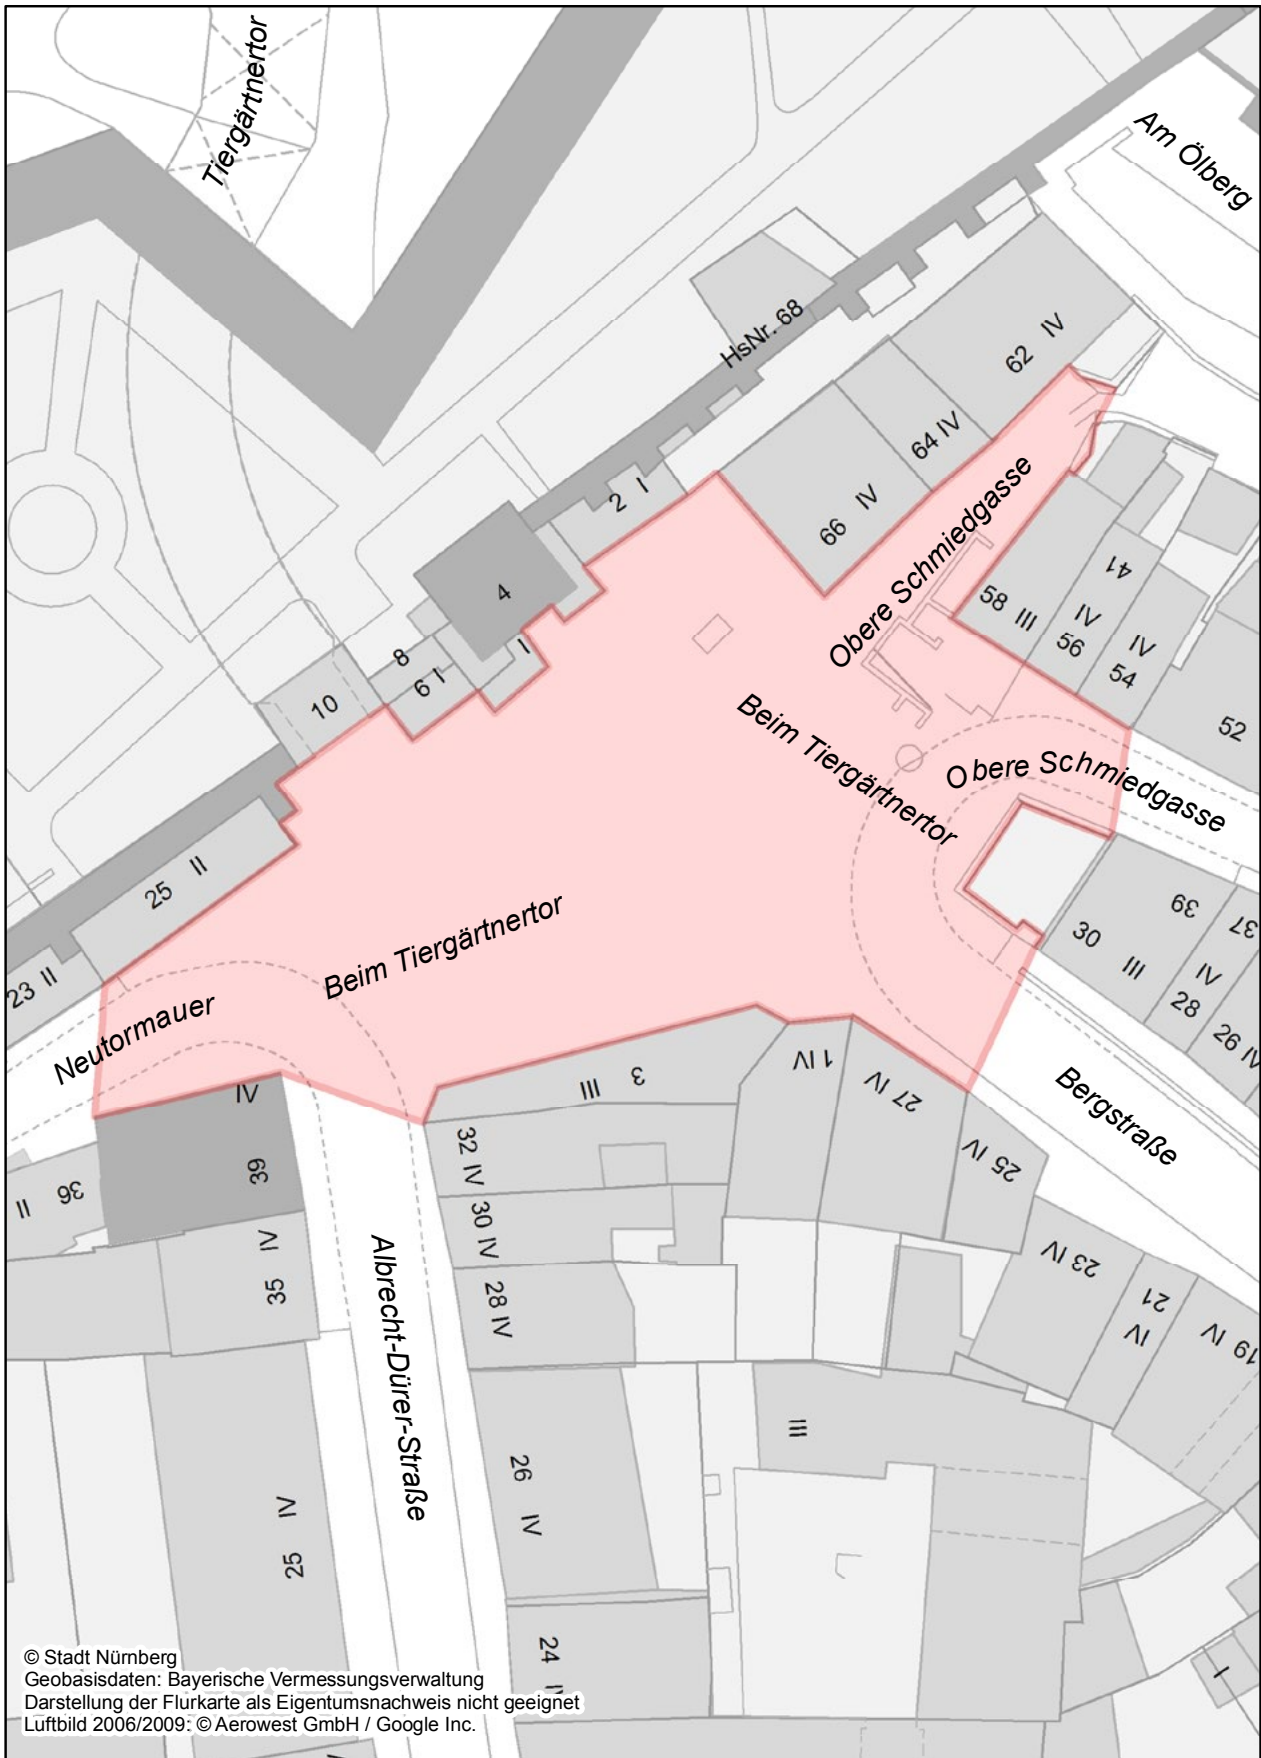 Tiergärtnertor
Am Ölberg
HsNr. 68
62 IV
64 IV
66 IV
2 I
4
8
6 I
I
10
25 II
23 II
Obere Schmiedgasse
58 III
41
IV
56
IV
54
52
Beim Tiergärtnertor
Obere Schmiedgasse
Beim Tiergärtnertor
Neutormauer
39
37
30 III
IV
28
26 IV
Bergstraße
3 III
1 IV
27 IV
25 IV
23 IV
21
IV
19 IV
IV
39
36 II
35 IV
32 IV
30 IV
28 IV
Albrecht-Dürer-Straße
26 IV
III
25 IV
24
I
© Stadt Nürnberg
Geobasisdaten: Bayerische Vermessungsverwaltung
Darstellung der Flurkarte als Eigentumsnachweis nicht geeignet
Luftbild 2006/2009: © Aerowest GmbH / Google Inc.